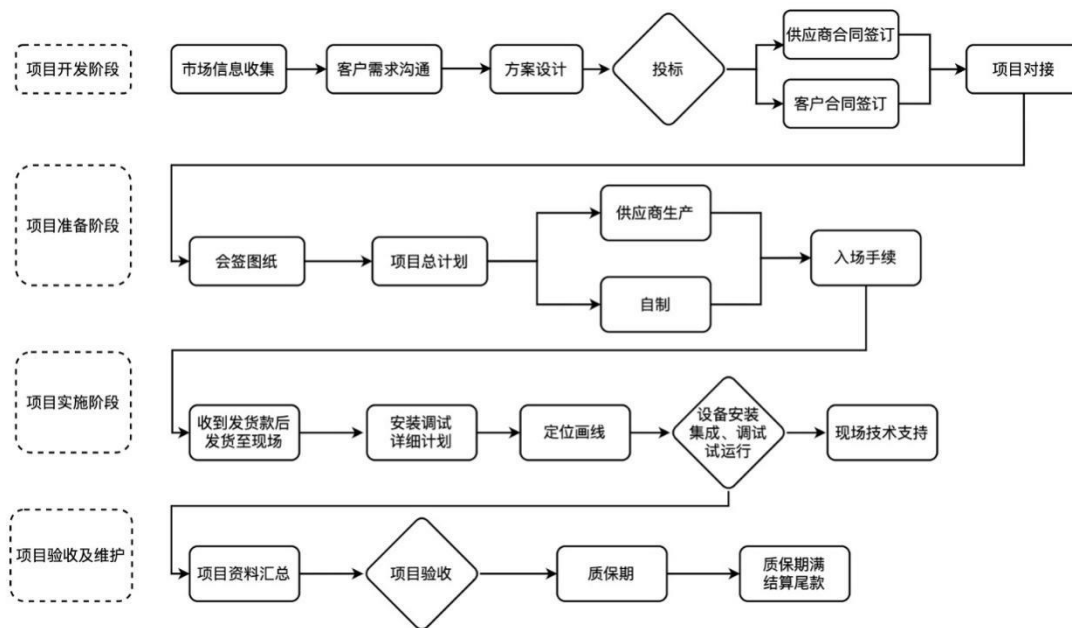 项目开发阶段
市场信息收集
客户需求沟通
方案设计
投标
供应商合同签订
客户合同签订
项目对接
项目准备阶段
会签图纸
项目总计划
供应商生产
自制
入场手续
项目实施阶段
收到发货款后
发货至现场
安装调试
详细计划
定位画线
设备安装
集成、调试
试运行
现场技术支持
项目验收及维护
项目资料汇总
项目验收
质保期
质保期满
结算尾款